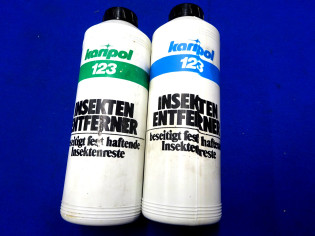 karipol
123
INSEKTEN
ENTFERNER
beseitigt fest haftende
Insektenreste
karipol
123
INSEKTEN
ENTFERNER
beseitigt fest haftende
Insektenreste